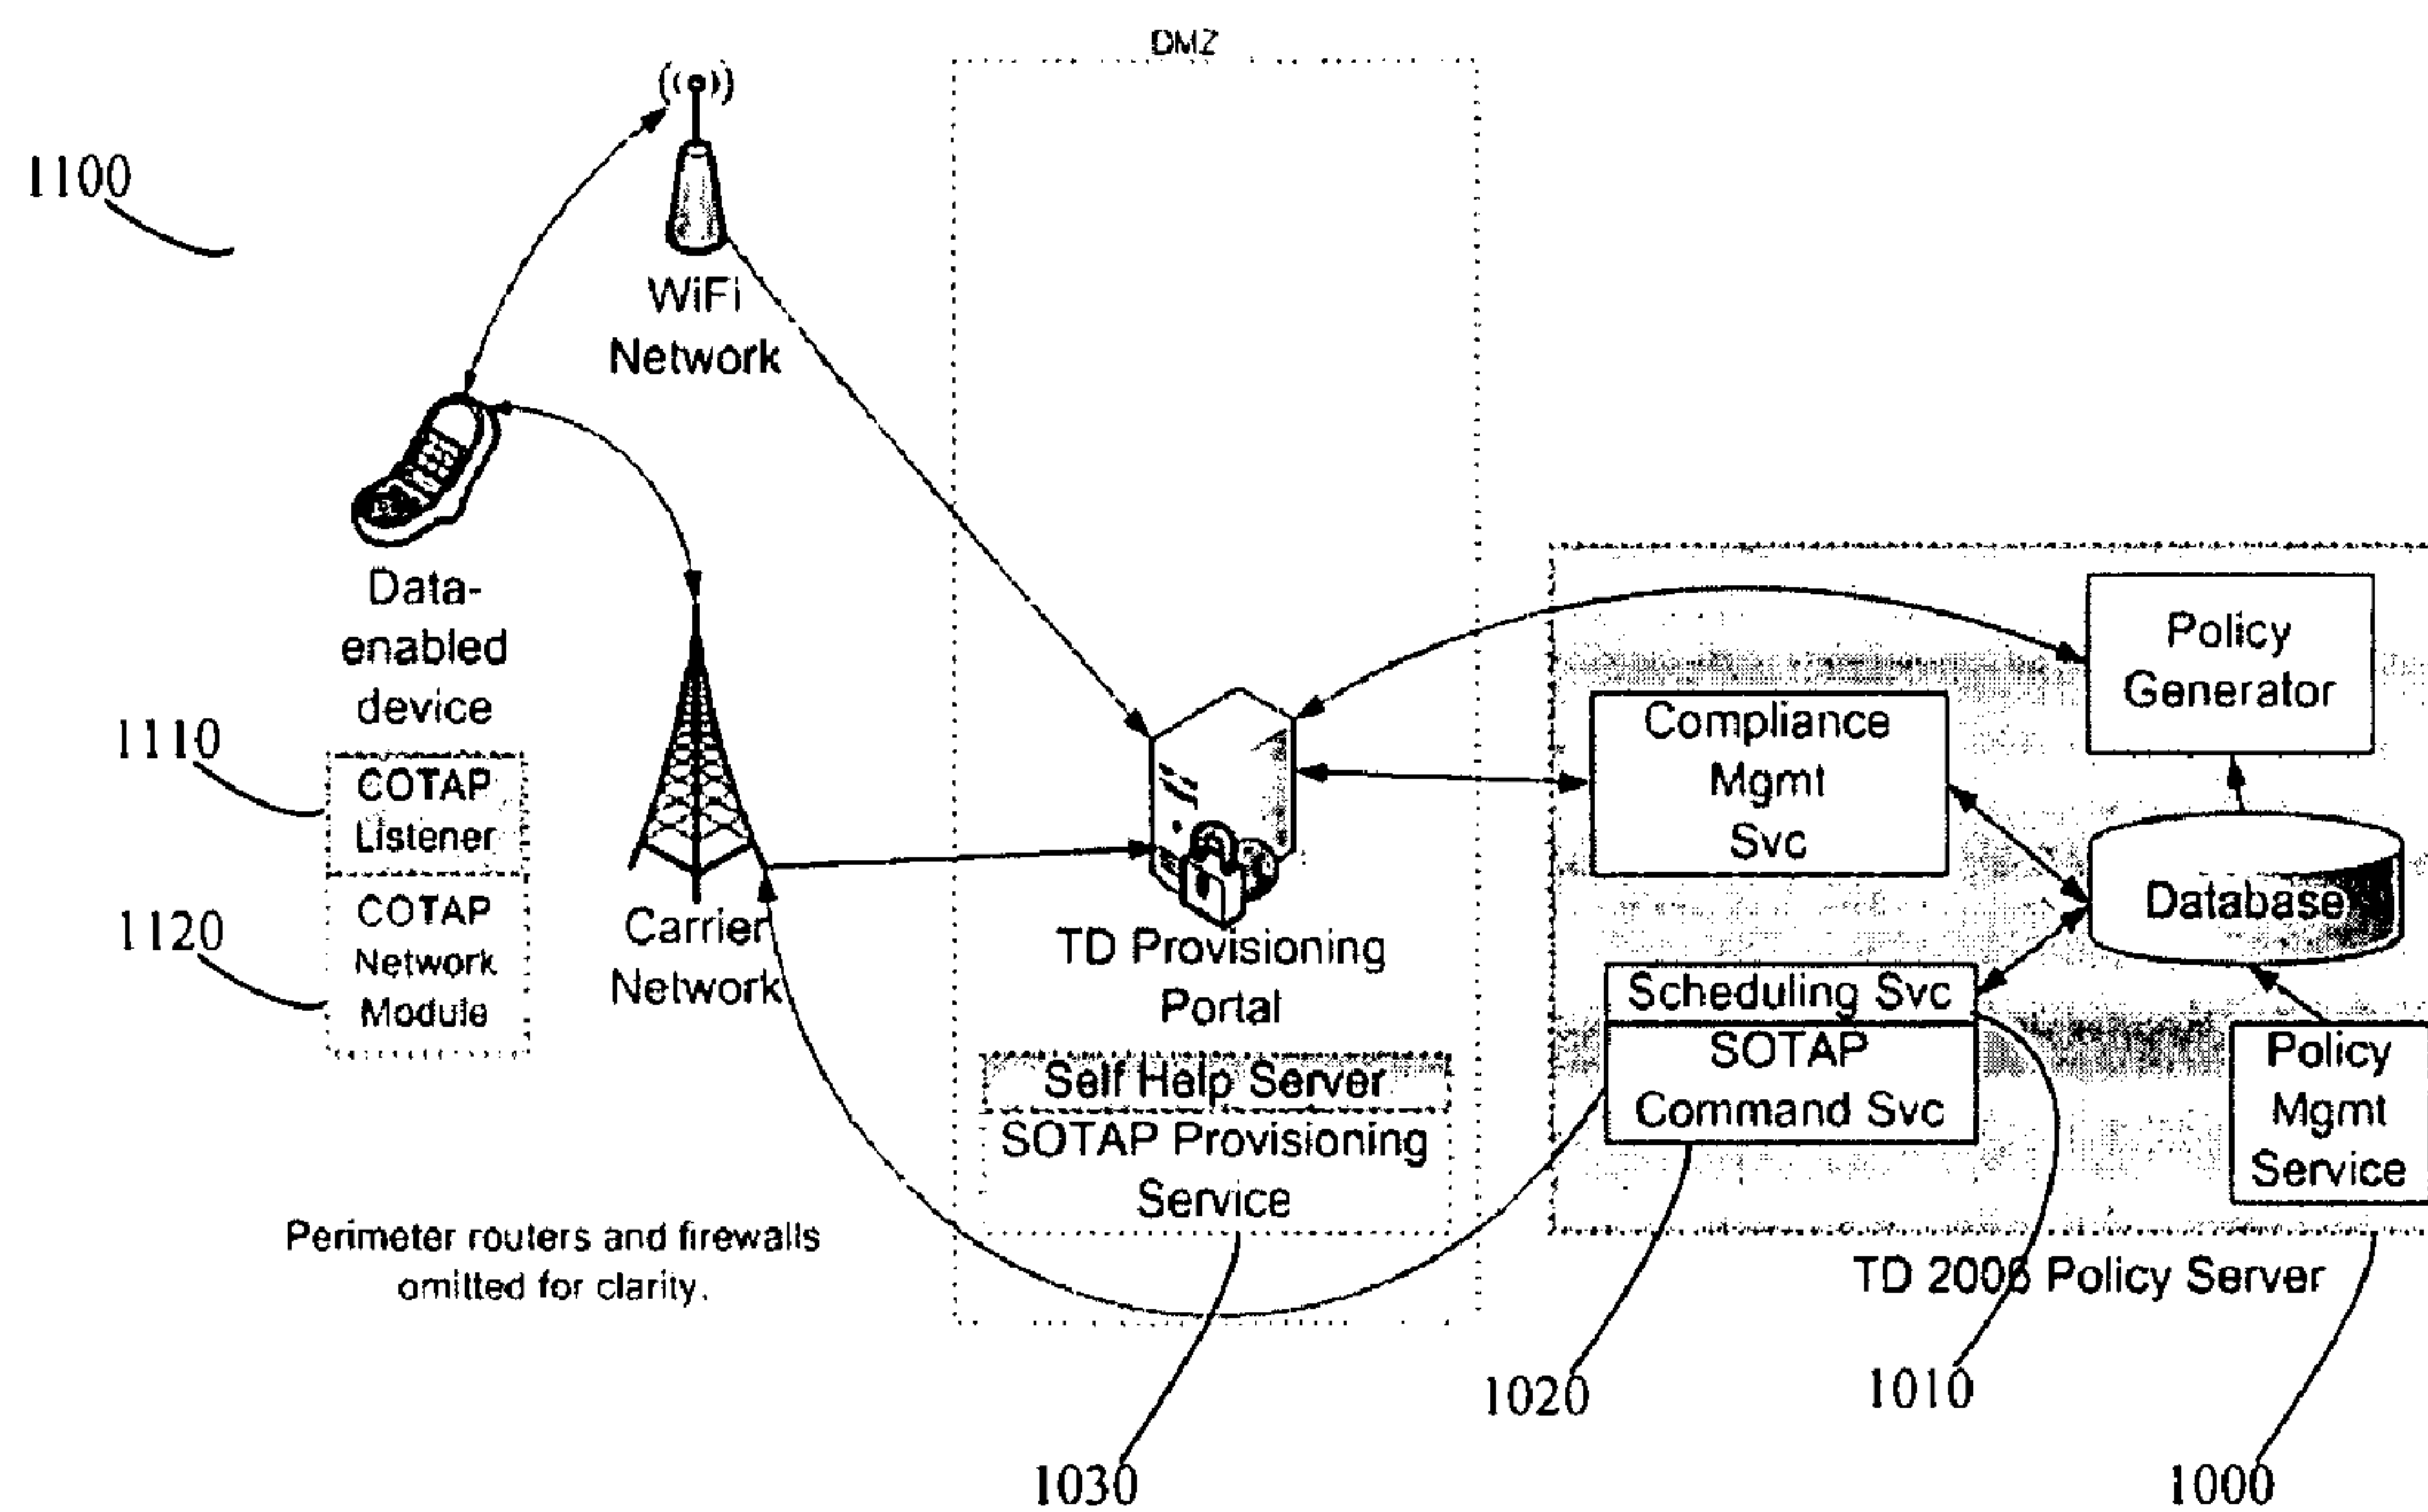 DMZ
1100
WiFi
Network
Data-
enabled
device
1110
COTAP
Listener
1120
COTAP
Network
Module
Carrier
Network
TD Provisioning
Portal
Self Help Server
SOTAP Provisioning
Service
Policy
Generator
Compliance
Mgmt
Svc
Database
Scheduling Svc
SOTAP
Command Svc
Policy
Mgmt
Service
TD 2006 Policy Server
Perimeter routers and firewalls
omitted for clarity.
1020
1010
1030
1000